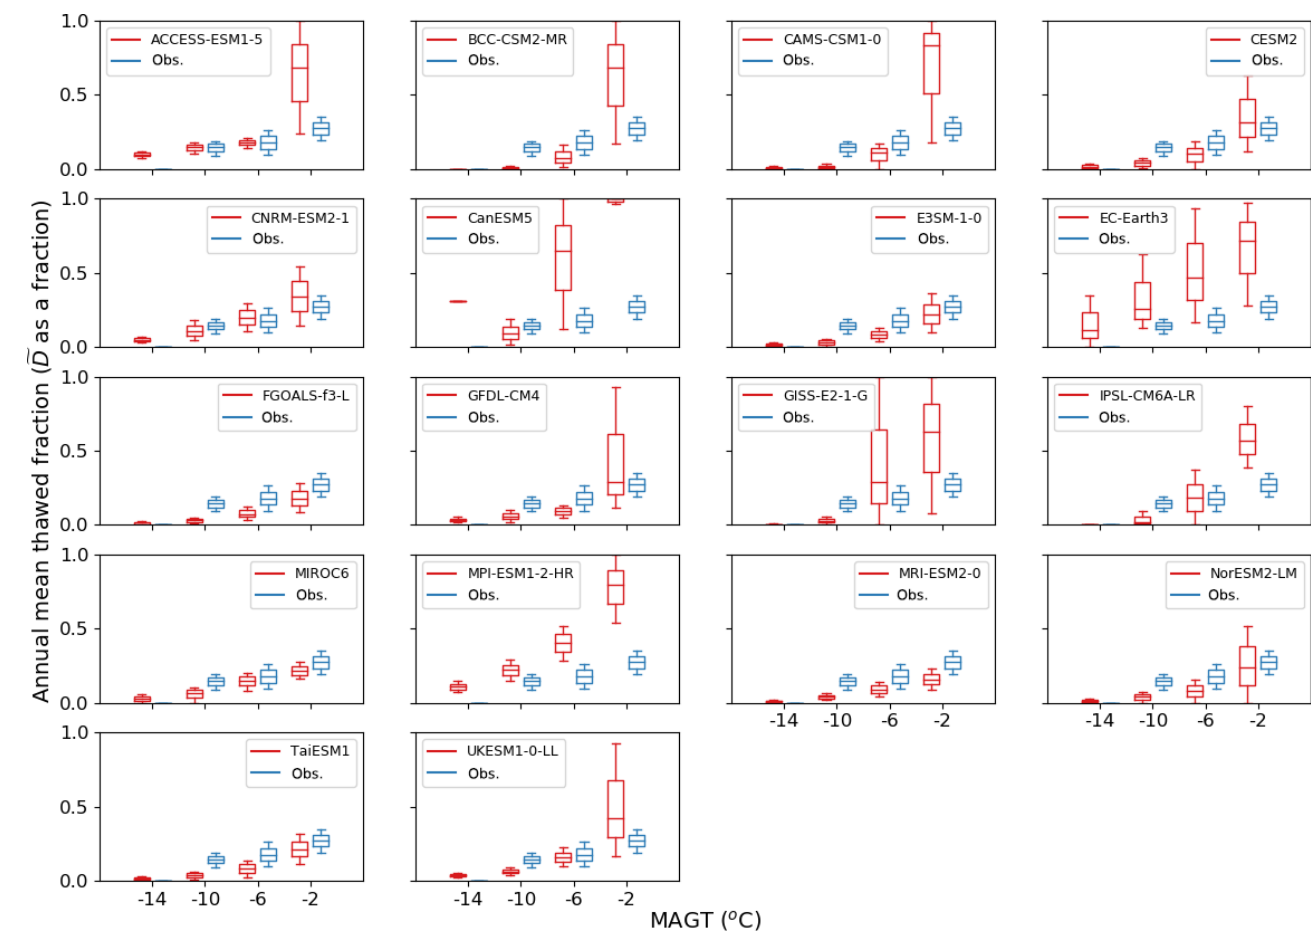 Annual mean thawed fraction (D̃ as a fraction)
1.0
0.5
0.0
ACCESS-ESM1-5
Obs.
BCC-CSM2-MR
Obs.
CAMS-CSM1-0
Obs.
CESM2
Obs.
1.0
0.5
0.0
CNRM-ESM2-1
Obs.
CanESM5
Obs.
E3SM-1-0
Obs.
EC-Earth3
Obs.
1.0
0.5
0.0
FGOALS-f3-L
Obs.
GFDL-CM4
Obs.
GISS-E2-1-G
Obs.
IPSL-CM6A-LR
Obs.
1.0
0.5
0.0
MIROC6
Obs.
MPI-ESM1-2-HR
Obs.
MRI-ESM2-0
Obs.
NorESM2-LM
Obs.
-14 -10 -6 -2
-14 -10 -6 -2
1.0
0.5
0.0
TaiESM1
Obs.
UKESM1-0-LL
Obs.
-14 -10 -6 -2
-14 -10 -6 -2
MAGT (°C)